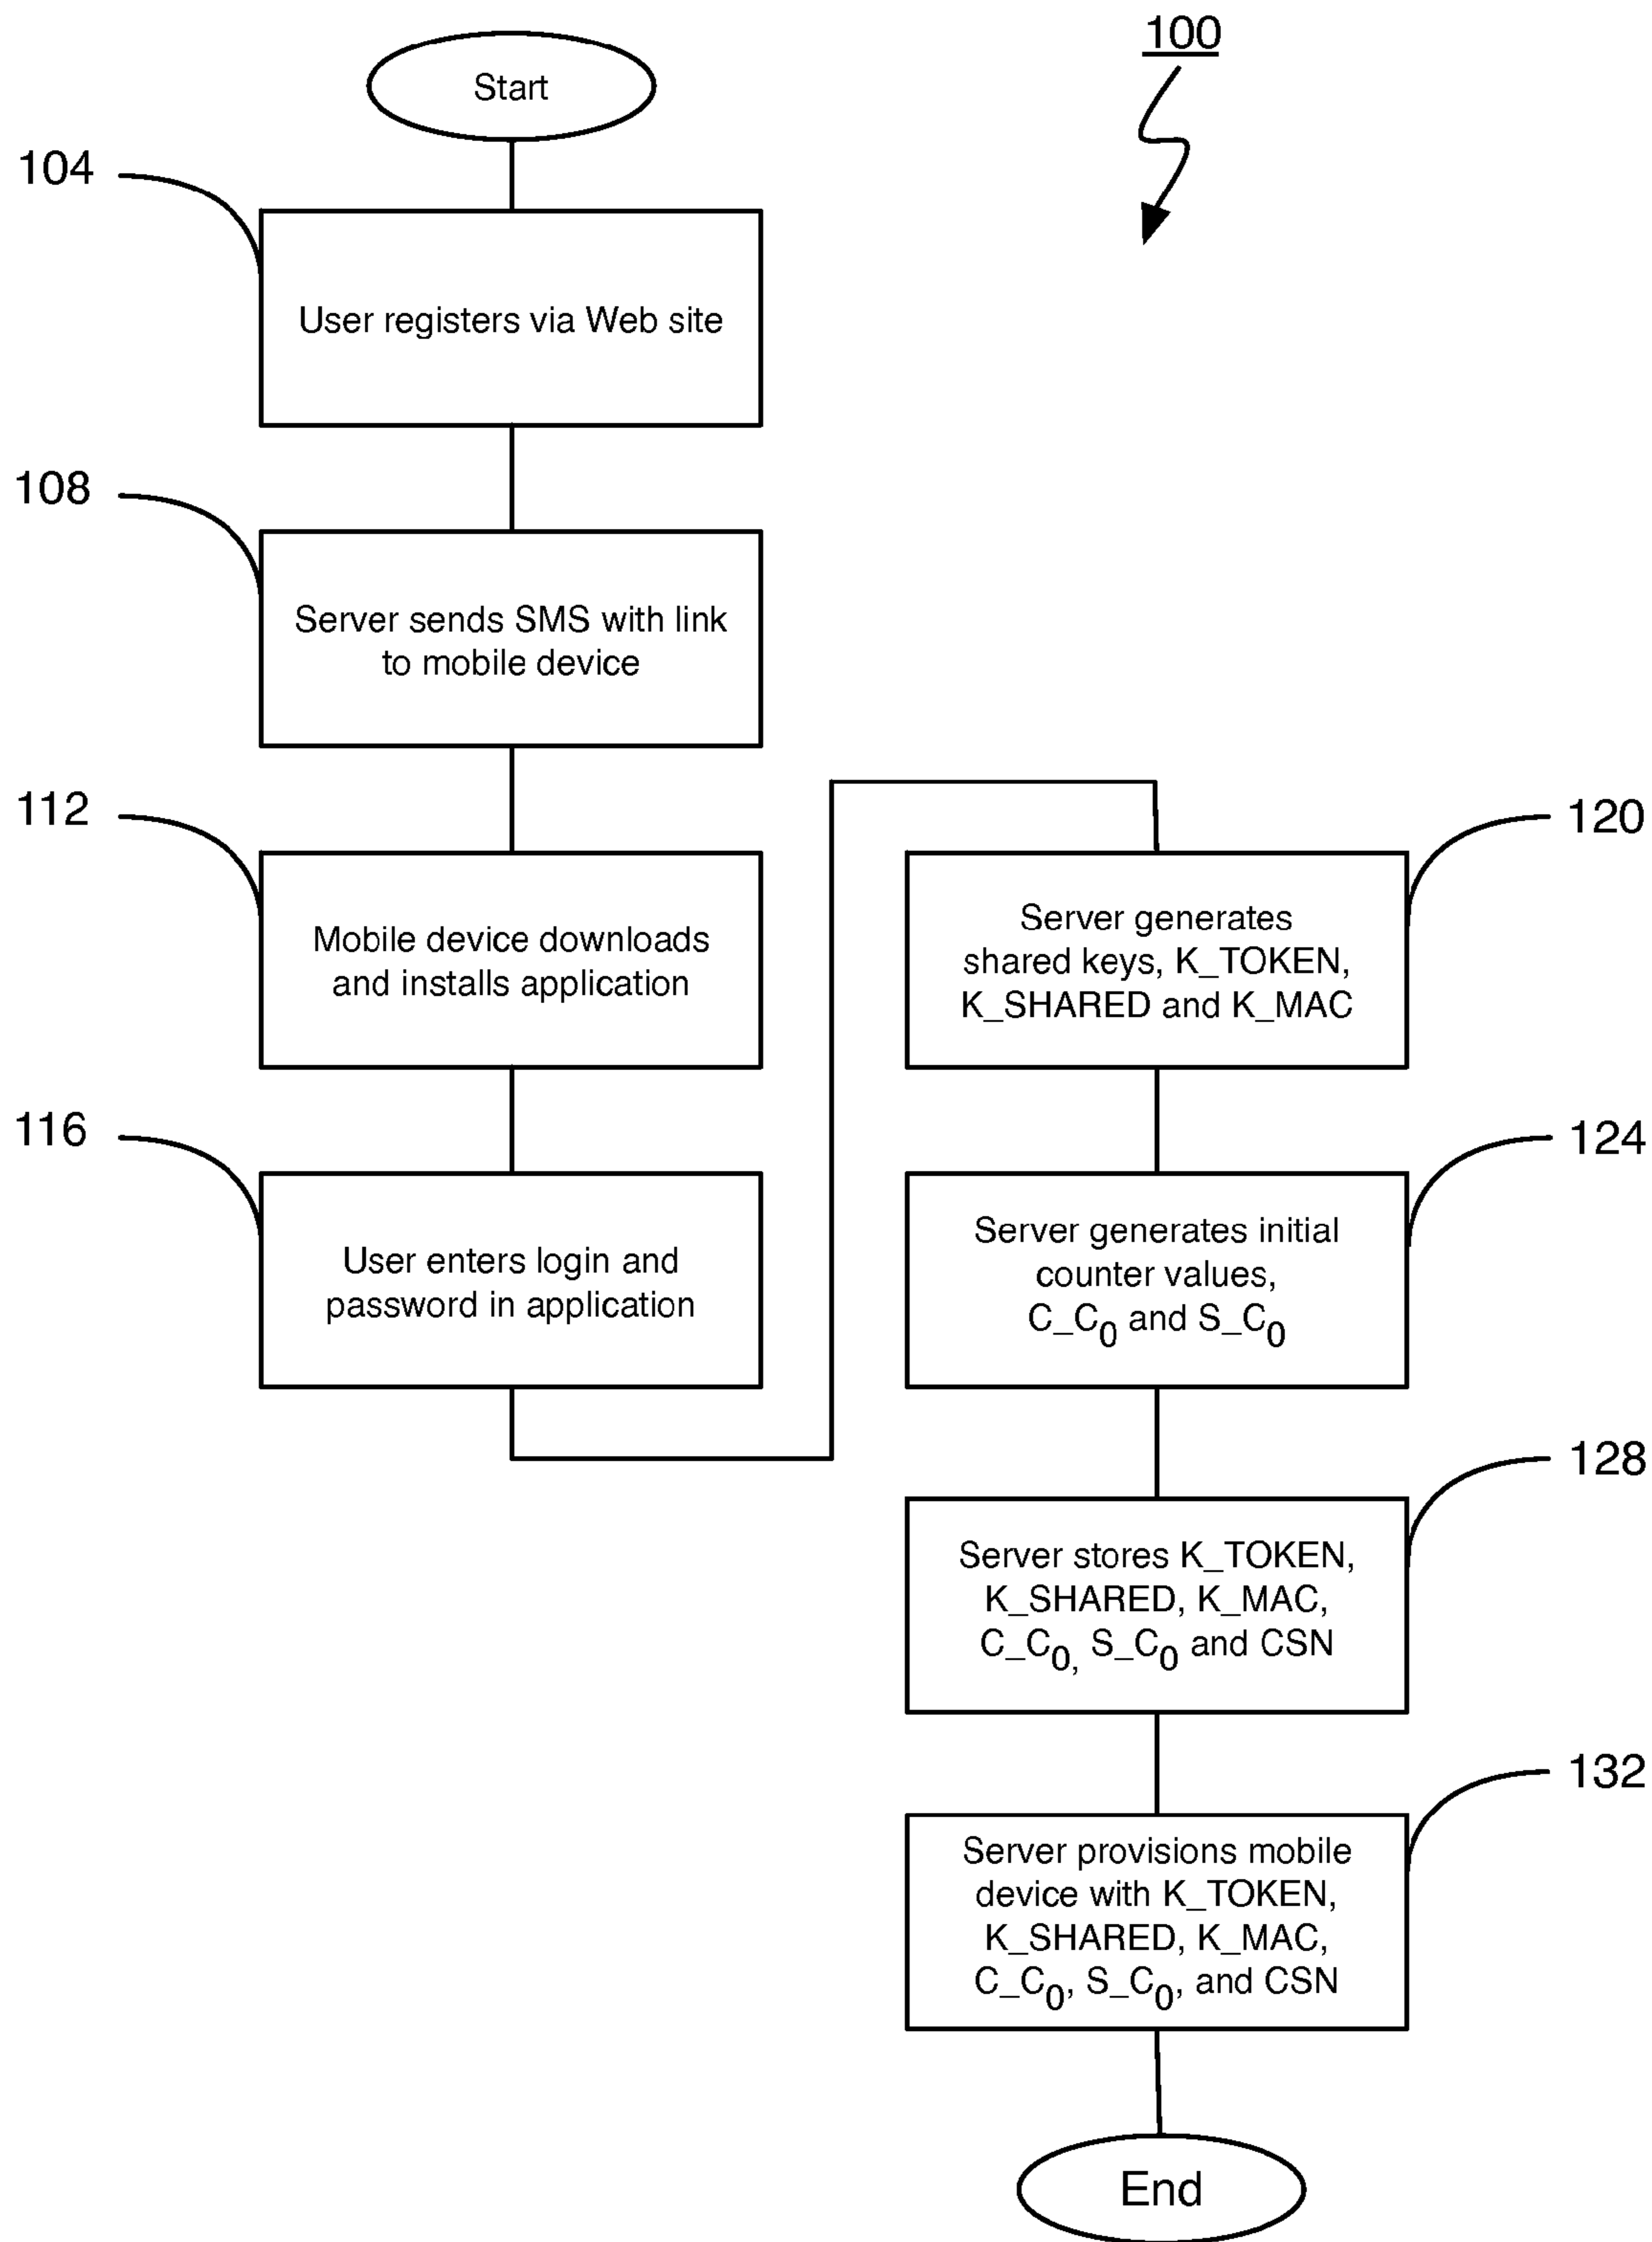 100
Start
104
User registers via Web site
108
Server sends SMS with link
to mobile device
112
Mobile device downloads
and installs application
116
User enters login and
password in application
120
Server generates
shared keys, K_TOKEN,
K_SHARED and K_MAC
124
Server generates initial
counter values,
C_C₀ and S_C₀
128
Server stores K_TOKEN,
K_SHARED, K_MAC,
C_C₀, S_C₀ and CSN
132
Server provisions mobile
device with K_TOKEN,
K_SHARED, K_MAC,
C_C₀, S_C₀, and CSN
End